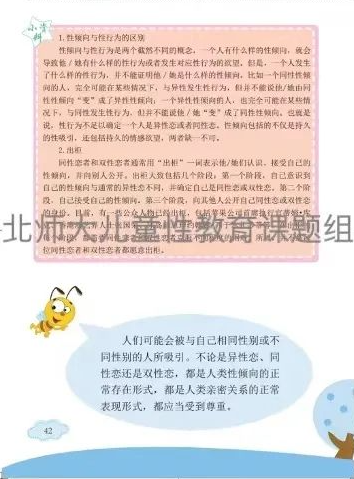 小资料
1.性倾向与性行为的区别
性倾向与性行为是两个截然不同的概念。一个人有什么样的性倾向，就会
导致他/她有什么样的性行为或者发生对应性行为的欲望。但是，一个人发生
了什么样的性行为，并不能证明他/她是什么样的性倾向。比如一个同性性倾
向的人，完全可能在某些情况下，与异性发生性行为，但并不能说他/她由同
性性倾向“变”成了异性性倾向；一个异性性倾向的人，也完全可能在某些情
况下，与同性发生性行为，但并不能说他/她“变”成了同性性倾向。也就是
说，性行为不足以确定一个人是异性恋或者同性恋。性倾向包括的不仅是持久
的性吸引，还包括持久的情感欲望，两者缺一不可。
2.出柜
同性恋者和双性恋者通常用“出柜”一词表示他/她们认识、接受自己的
性倾向，并向别人公开。出柜大致包括几个阶段，第一个阶段，自己意识到
自己的性倾向与通常的异性恋不同，并确定自己是同性恋或双性恋。第二个阶
段，自己接受自己的性倾向。第三个阶段，向其他人公开自己同性恋或双性恋
的身份。目前，有一些公众人物已经出柜，包括苹果公司首席执行官蒂姆·库
位同性恋者和双性恋者都愿意出柜。
北师大儿童性教育课题组
人们可能会被与自己相同性别或不
同性别的人所吸引。不论是异性恋、同
性恋还是双性恋，都是人类性倾向的正
常存在形式，都是人类亲密关系的正常
表现形式，都应当受到尊重。
42